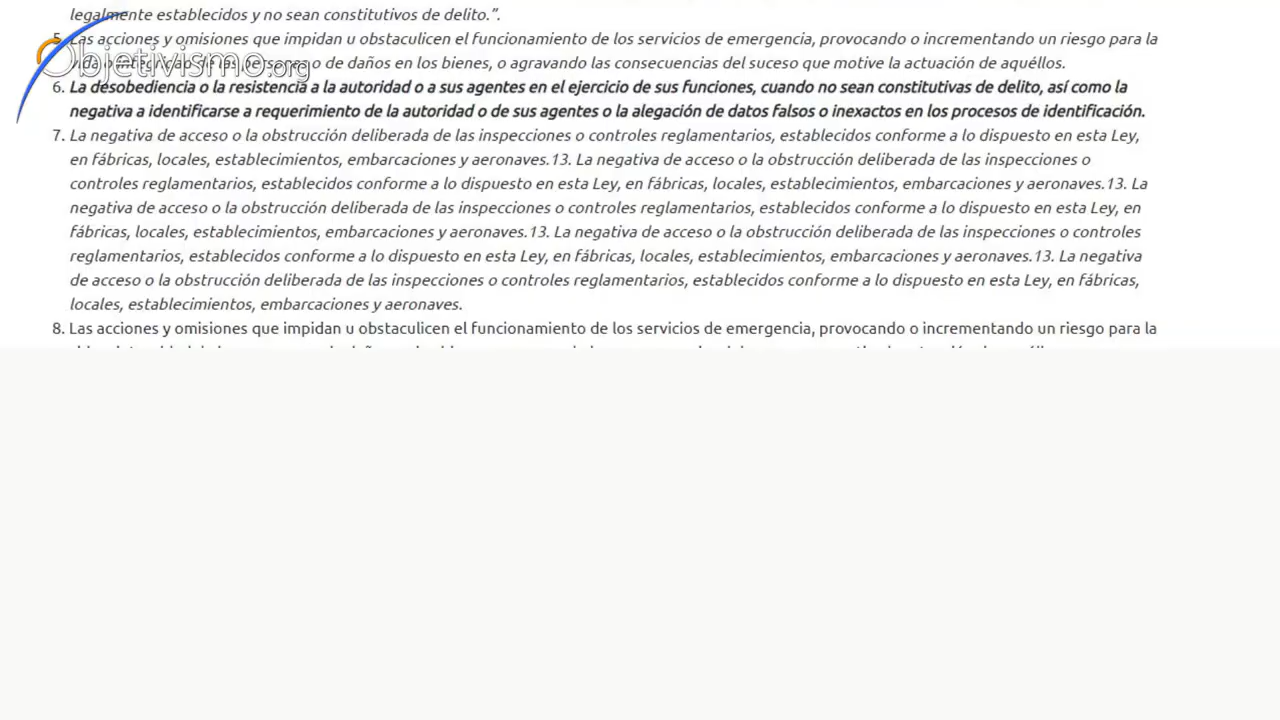 legalmente establecidos y no sean constitutivos de delito.”.
5. Las acciones y omisiones que impidan u obstaculicen el funcionamiento de los servicios de emergencia, provocando o incrementando un riesgo para la
Objetivismo.org
vida o integridad de las personas o de daños en los bienes, o agravando las consecuencias del suceso que motive la actuación de aquéllos.
6. La desobediencia o la resistencia a la autoridad o a sus agentes en el ejercicio de sus funciones, cuando no sean constitutivas de delito, así como la
negativa a identificarse a requerimiento de la autoridad o de sus agentes o la alegación de datos falsos o inexactos en los procesos de identificación.
7. La negativa de acceso o la obstrucción deliberada de las inspecciones o controles reglamentarios, establecidos conforme a lo dispuesto en esta Ley,
en fábricas, locales, establecimientos, embarcaciones y aeronaves.13. La negativa de acceso o la obstrucción deliberada de las inspecciones o
controles reglamentarios, establecidos conforme a lo dispuesto en esta Ley, en fábricas, locales, establecimientos, embarcaciones y aeronaves.13. La
negativa de acceso o la obstrucción deliberada de las inspecciones o controles reglamentarios, establecidos conforme a lo dispuesto en esta Ley, en
fábricas, locales, establecimientos, embarcaciones y aeronaves.13. La negativa de acceso o la obstrucción deliberada de las inspecciones o controles
reglamentarios, establecidos conforme a lo dispuesto en esta Ley, en fábricas, locales, establecimientos, embarcaciones y aeronaves.13. La negativa
de acceso o la obstrucción deliberada de las inspecciones o controles reglamentarios, establecidos conforme a lo dispuesto en esta Ley, en fábricas,
locales, establecimientos, embarcaciones y aeronaves.
8. Las acciones y omisiones que impidan u obstaculicen el funcionamiento de los servicios de emergencia, provocando o incrementando un riesgo para la